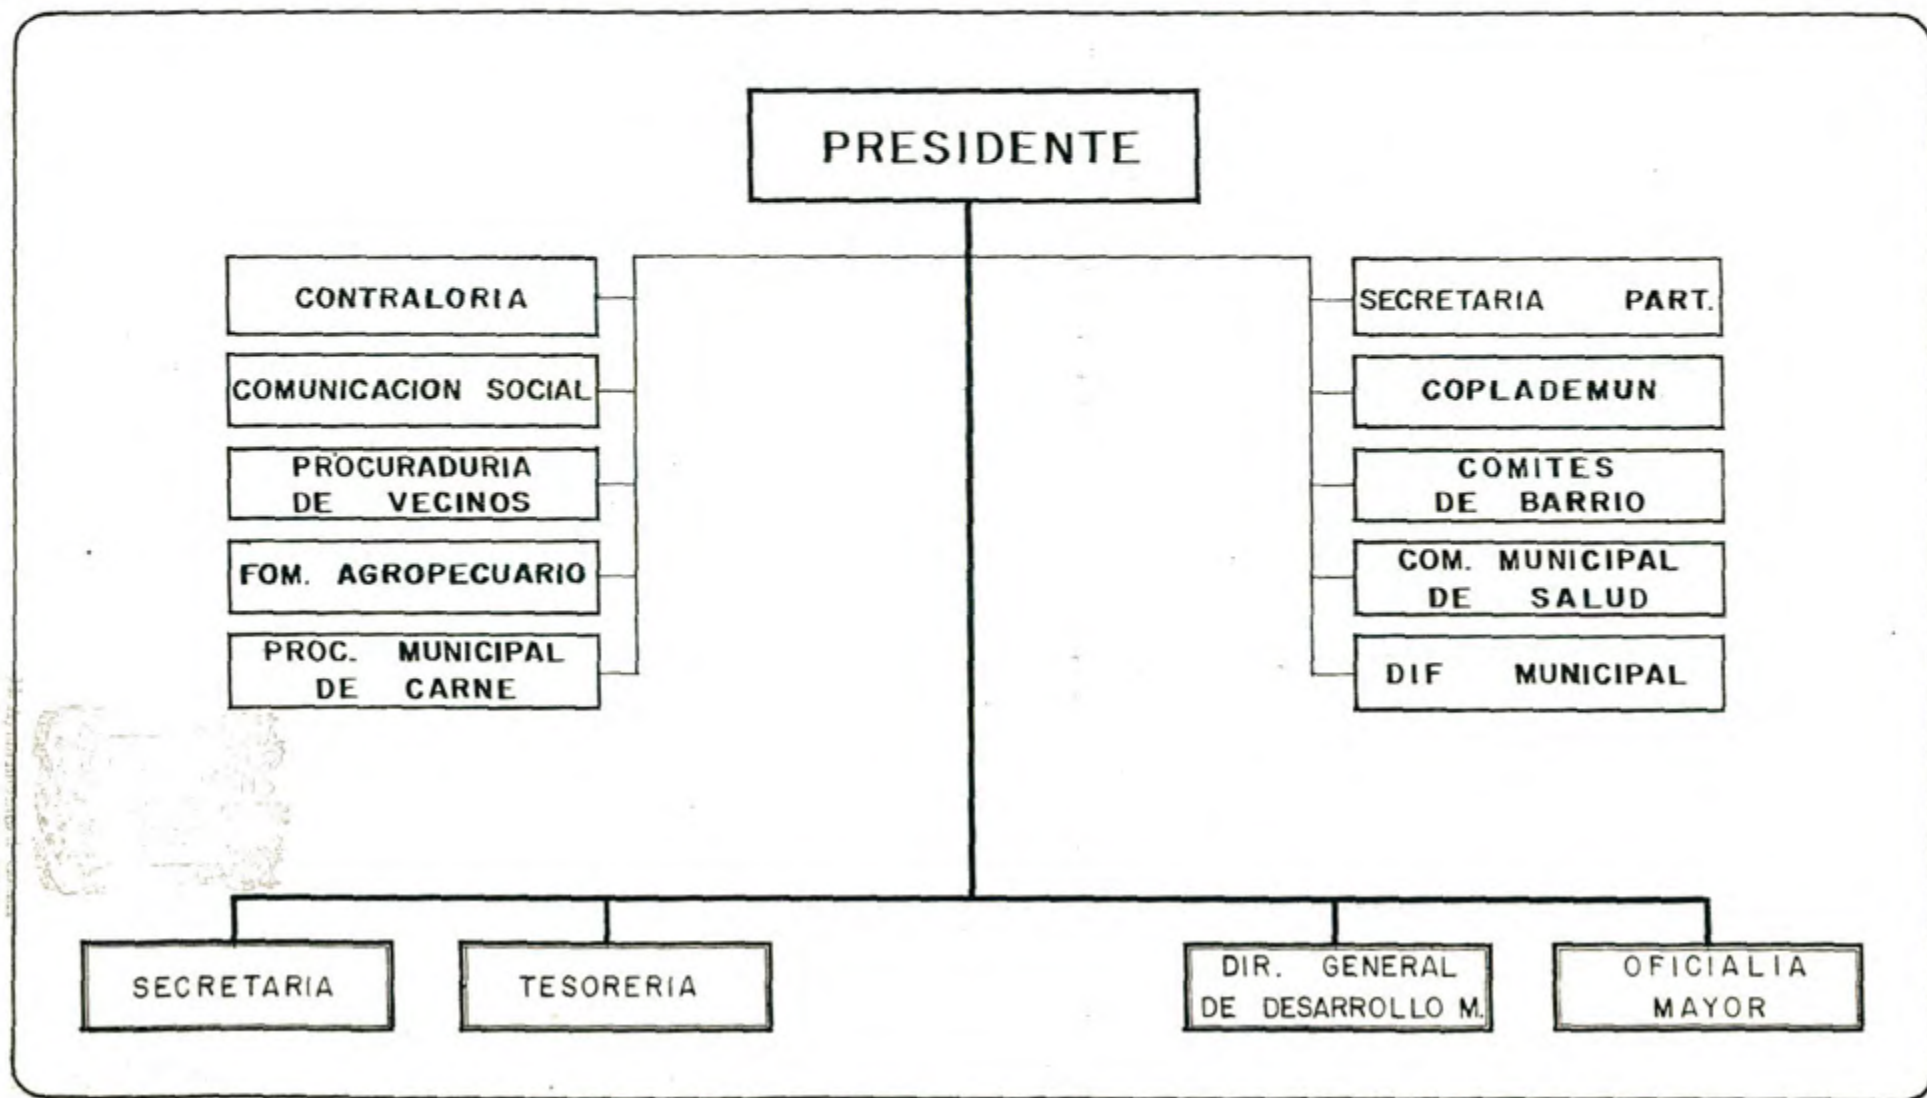 PRESIDENTE
CONTRALORIA
COMUNICACION SOCIAL
PROCURADURIA
DE VECINOS
FOM. AGROPECUARIO
PROC. MUNICIPAL
DE CARNE
SECRETARIA PART.
COPLADEMUN
COMITES
DE BARRIO
COM. MUNICIPAL
DE SALUD
DIF MUNICIPAL
SECRETARIA
TESORERIA
DIR. GENERAL
DE DESARROLLO M.
OFICIALIA
MAYOR